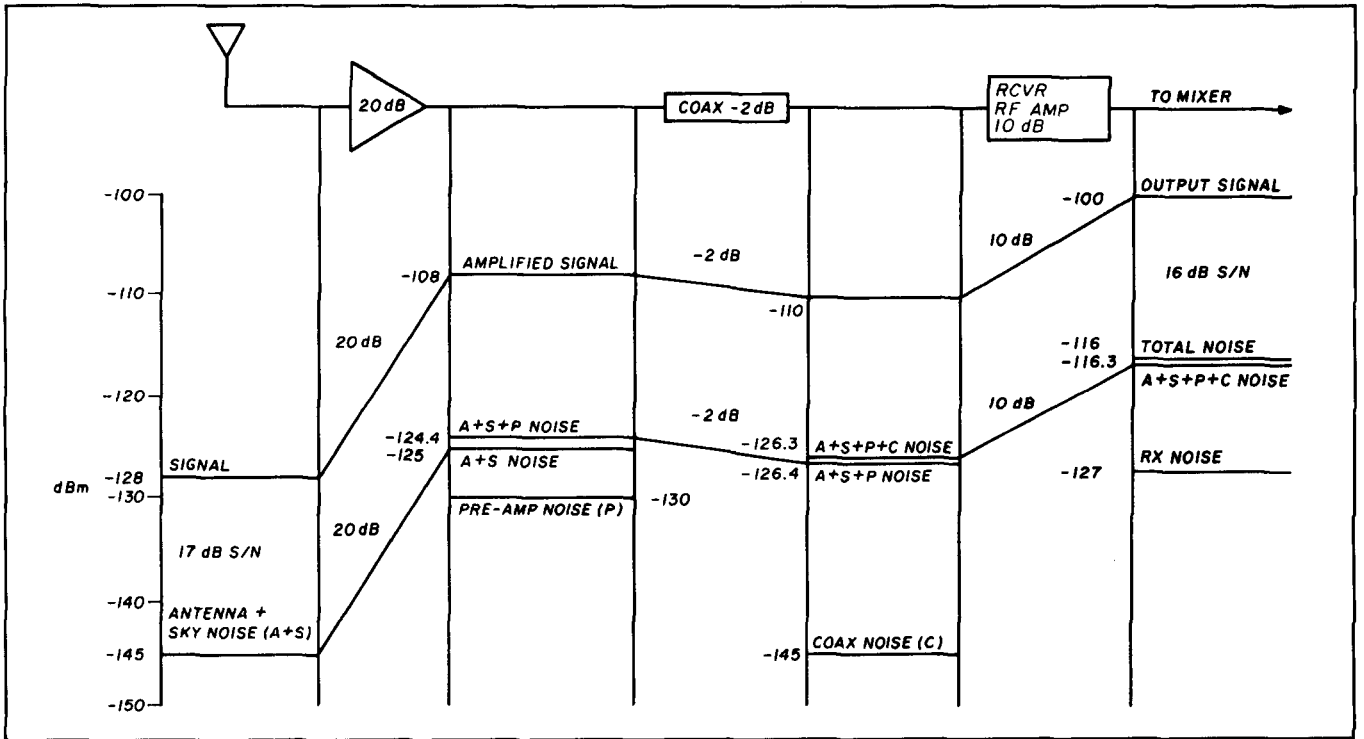 20 dB
COAX -2 dB
RCVR
RF AMP
10 dB
TO MIXER
-100
-110
-120
-128
dBm
-130
-140
-145
-150
SIGNAL
17 dB S/N
ANTENNA +
SKY NOISE (A+S)
20 dB
20 dB
-108
AMPLIFIED SIGNAL
-124.4
A+S+P NOISE
-125
A+S NOISE
PRE-AMP NOISE (P)
-130
-2 dB
-110
-2 dB
-126.3
A+S+P+C NOISE
-126.4
A+S+P NOISE
-145
COAX NOISE (C)
10 dB
10 dB
-100
OUTPUT SIGNAL
16 dB S/N
-116
TOTAL NOISE
-116.3
A+S+P+C NOISE
-127
RX NOISE